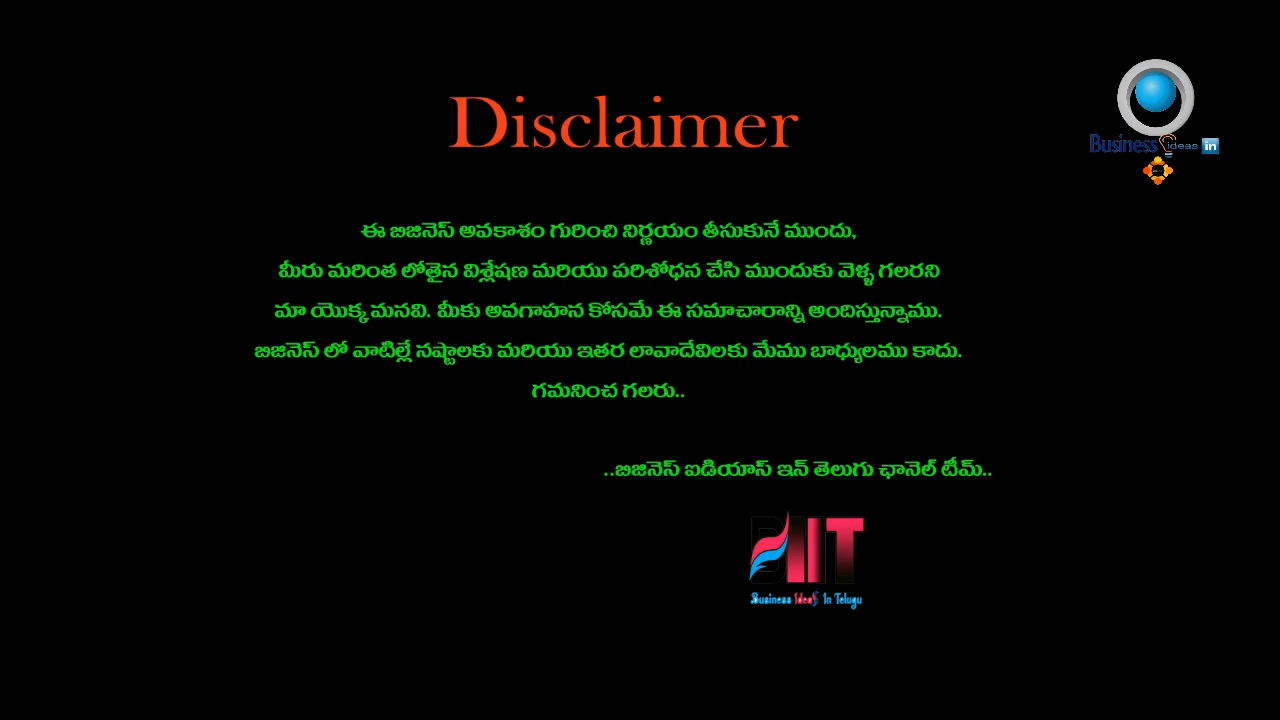 Disclaimer
Business ideas in
ఈ బిజినెస్ అవకాశం గురించి నిర్ణయం తీసుకునే ముందు,
మీరు మరింత లోతైన విశ్లేషణ మరియు పరిశోధన చేసి ముందుకు వెళ్ళ గలరని
మా యొక్క మనవి. మీకు అవగాహన కోసమే ఈ సమాచారాన్ని అందిస్తున్నాము.
బిజినెస్ లో వాటిల్లే నష్టాలకు మరియు ఇతర లావాదేవిలకు మేము బాధ్యులము కాదు.
గమనించ గలరు..
..బిజినెస్ ఐడియాస్ ఇన్ తెలుగు ఛానెల్ టీమ్..
BIIT
Business IdeaS In Telugu